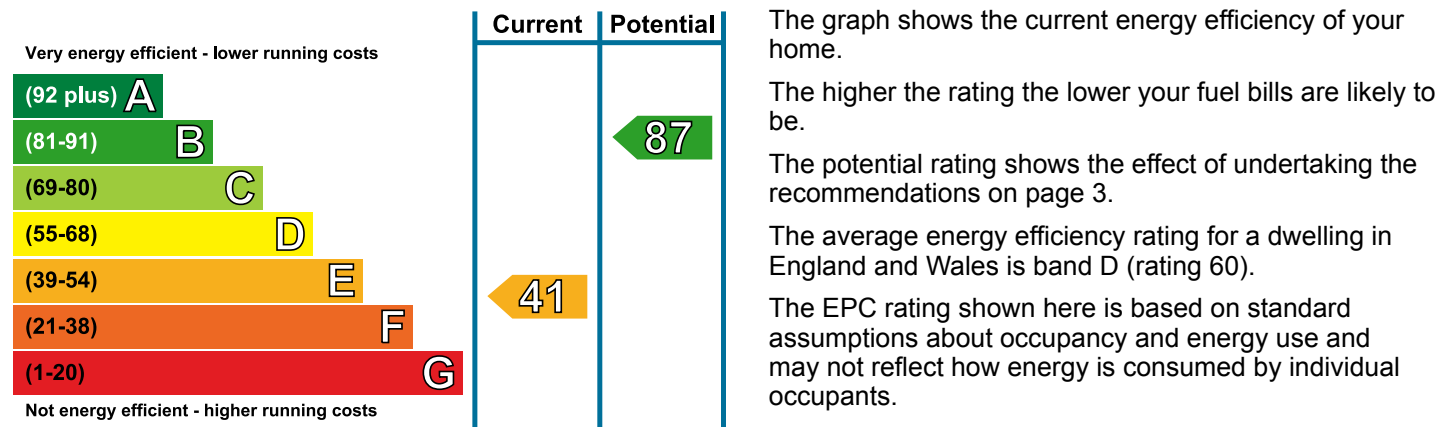 Current Potential
Very energy efficient - lower running costs
(92 plus) A
(81-91) B
87
(69-80) C
(55-68) D
(39-54) E
41
(21-38) F
(1-20) G
Not energy efficient - higher running costs
The graph shows the current energy efficiency of your
home.
The higher the rating the lower your fuel bills are likely to
be.
The potential rating shows the effect of undertaking the
recommendations on page 3.
The average energy efficiency rating for a dwelling in
England and Wales is band D (rating 60).
The EPC rating shown here is based on standard
assumptions about occupancy and energy use and
may not reflect how energy is consumed by individual
occupants.